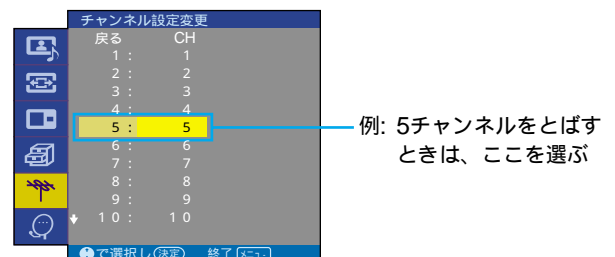 チャンネル設定変更
戻る CH
1: 1
2: 2
3: 3
4: 4
5: 5
6: 6
7: 7
8: 8
9: 9
10: 10
で選択し 決定 終了 メニュー
例: 5チャンネルをとばす
ときは、ここを選ぶ